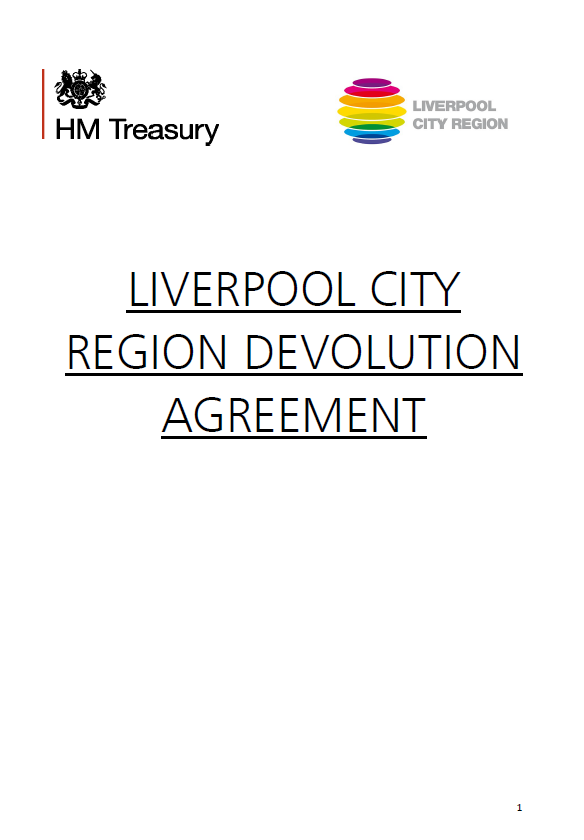 HM Treasury
LIVERPOOL
CITY REGION
LIVERPOOL CITY
REGION DEVOLUTION
AGREEMENT
1